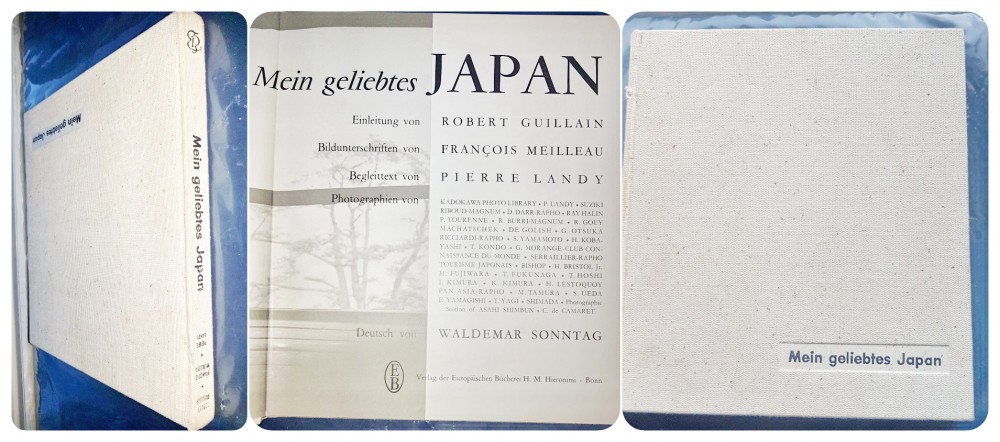 Mein geliebtes Japan
Mein geliebtes Japan
Mein geliebtes JAPAN
Einleitung von ROBERT GUILLAIN
Bildunterschriften von FRANÇOIS MEILLEAU
Begleittext von PIERRE LANDY
Photographien von
KADOKAWA PHOTO LIBRARY • P. LANDY • SUZIKI
RIBOUD-MAGNUM • D. DARR-RAPHO • RAY HALIN
P. TOURENNE • R. BURRI-MAGNUM • R. GOUY
MACHATSCHEK • DE GOLISH • G. OTSUKA
RICCIARDI-RAPHO • S. YAMAMOTO • H. KOBA-
YASHI • T. KONDO • G. MORANGE-CLUB CON-
NAISSANCE DU MONDE • SERRAILLIER-RAPHO
TOURISME JAPONAIS • BISHOP • H. BRISTOL Jr.
H. FUJIWARA • T. FUKUNAGA • T. HOSHI
I. KIMURA • K. KIMURA • H. LESTOQUOY
PAN-ASIA-RAPHO • M. TAMURA • S. UEDA
E. YAMAGISHI • T. YAGI • SHIMADA • Photographic
Section of ASAHI SHIMBUN • C. de CAMARET
Deutsch von WALDEMAR SONNTAG
EB
Verlag der Europäischen Bücherei H. M. Hieronimi – Bonn
Mein geliebtes Japan